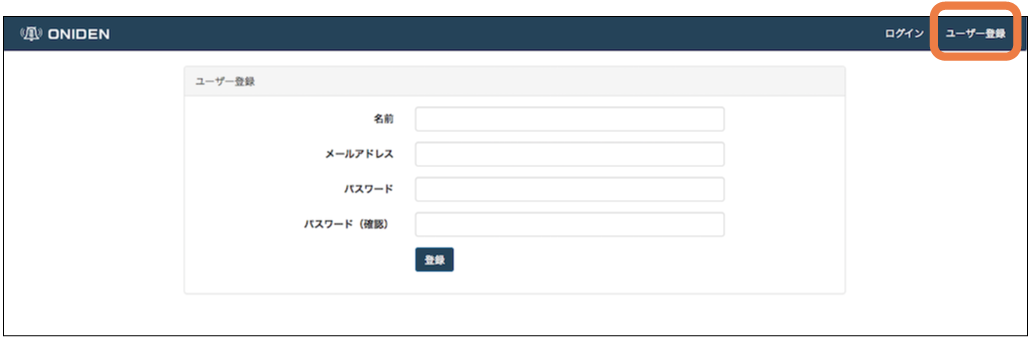 ONIDEN ログイン ユーザー登録
ユーザー登録
名前
メールアドレス
パスワード
パスワード（確認）
登録